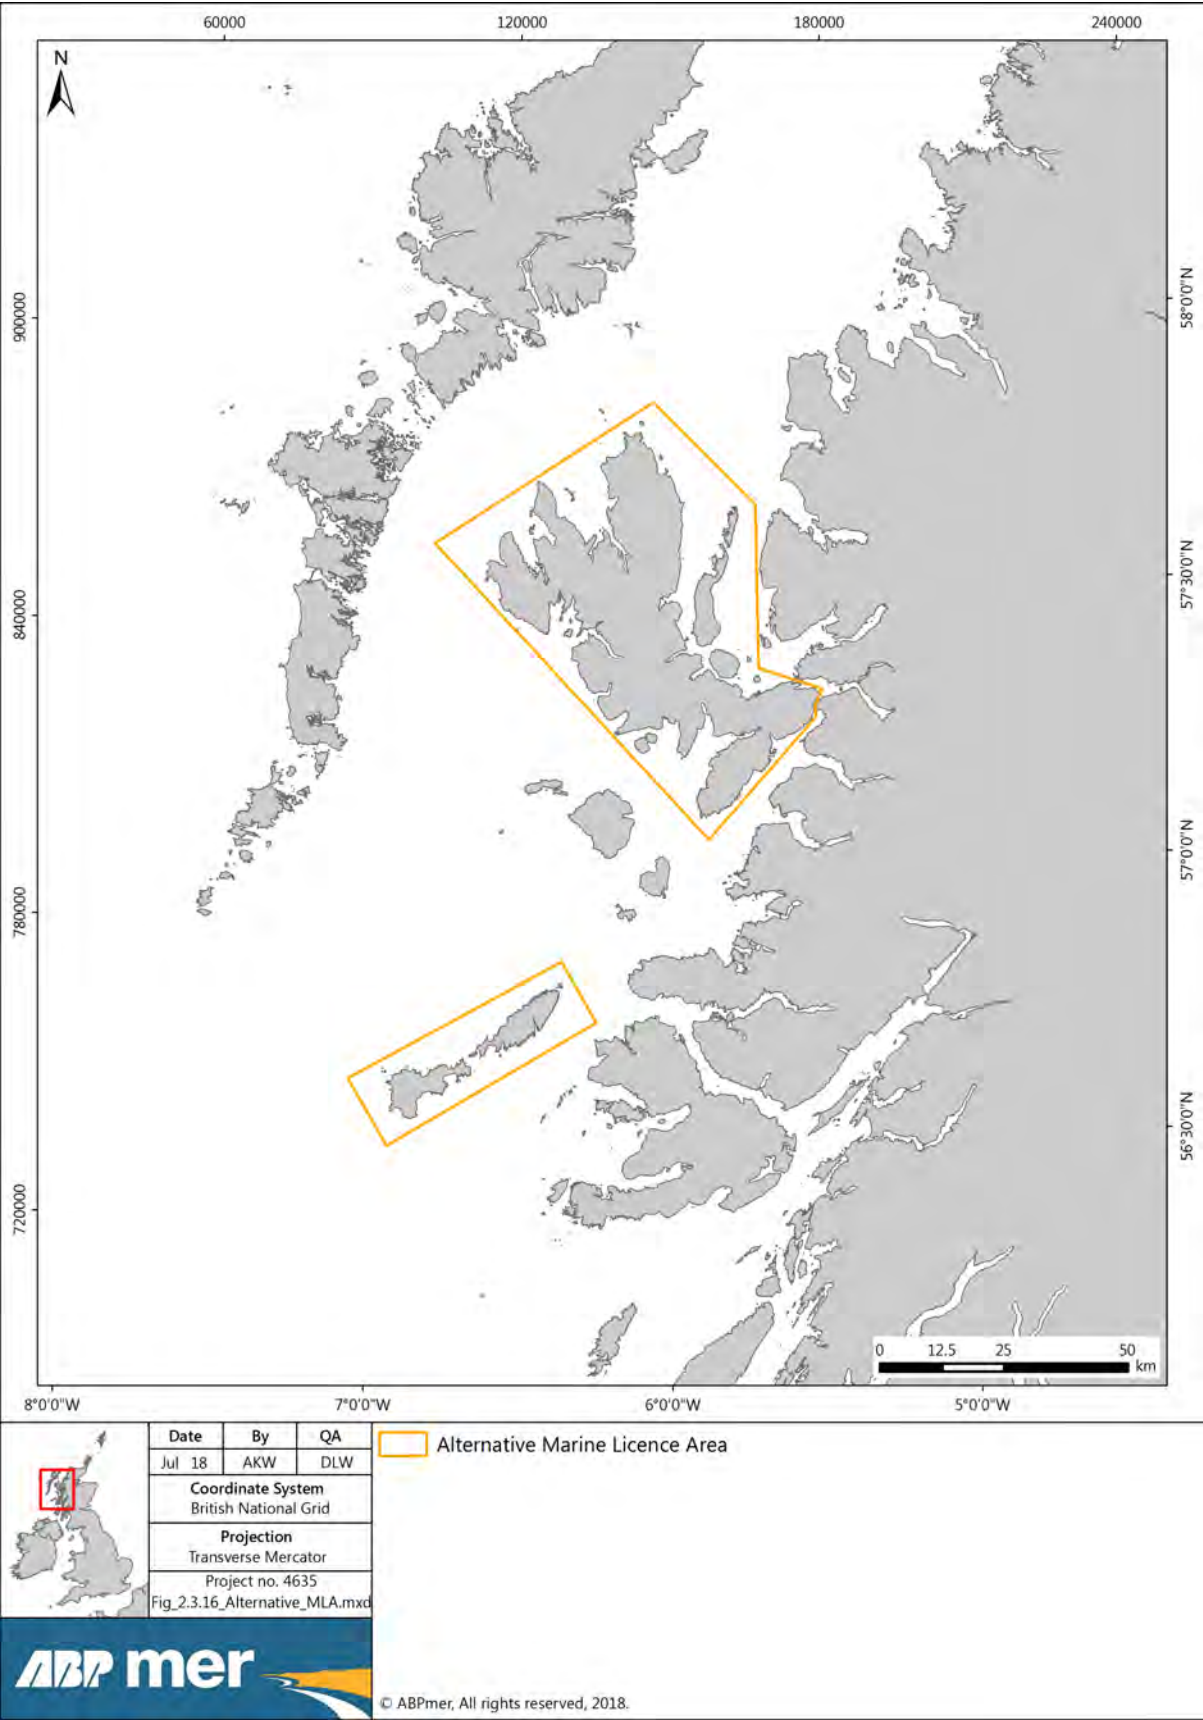 60000 120000 180000 240000
N
900000
840000
780000
720000
58°0'0"N
57°30'0"N
57°0'0"N
56°30'0"N
0 12.5 25 50
km
8°0'0"W 7°0'0"W 6°0'0"W 5°0'0"W
Date By QA
Jul 18 AKW DLW
Coordinate System
British National Grid
Projection
Transverse Mercator
Project no. 4635
Fig_2.3.16_Alternative_MLA.mxd
ABP mer
Alternative Marine Licence Area
© ABPmer, All rights reserved, 2018.